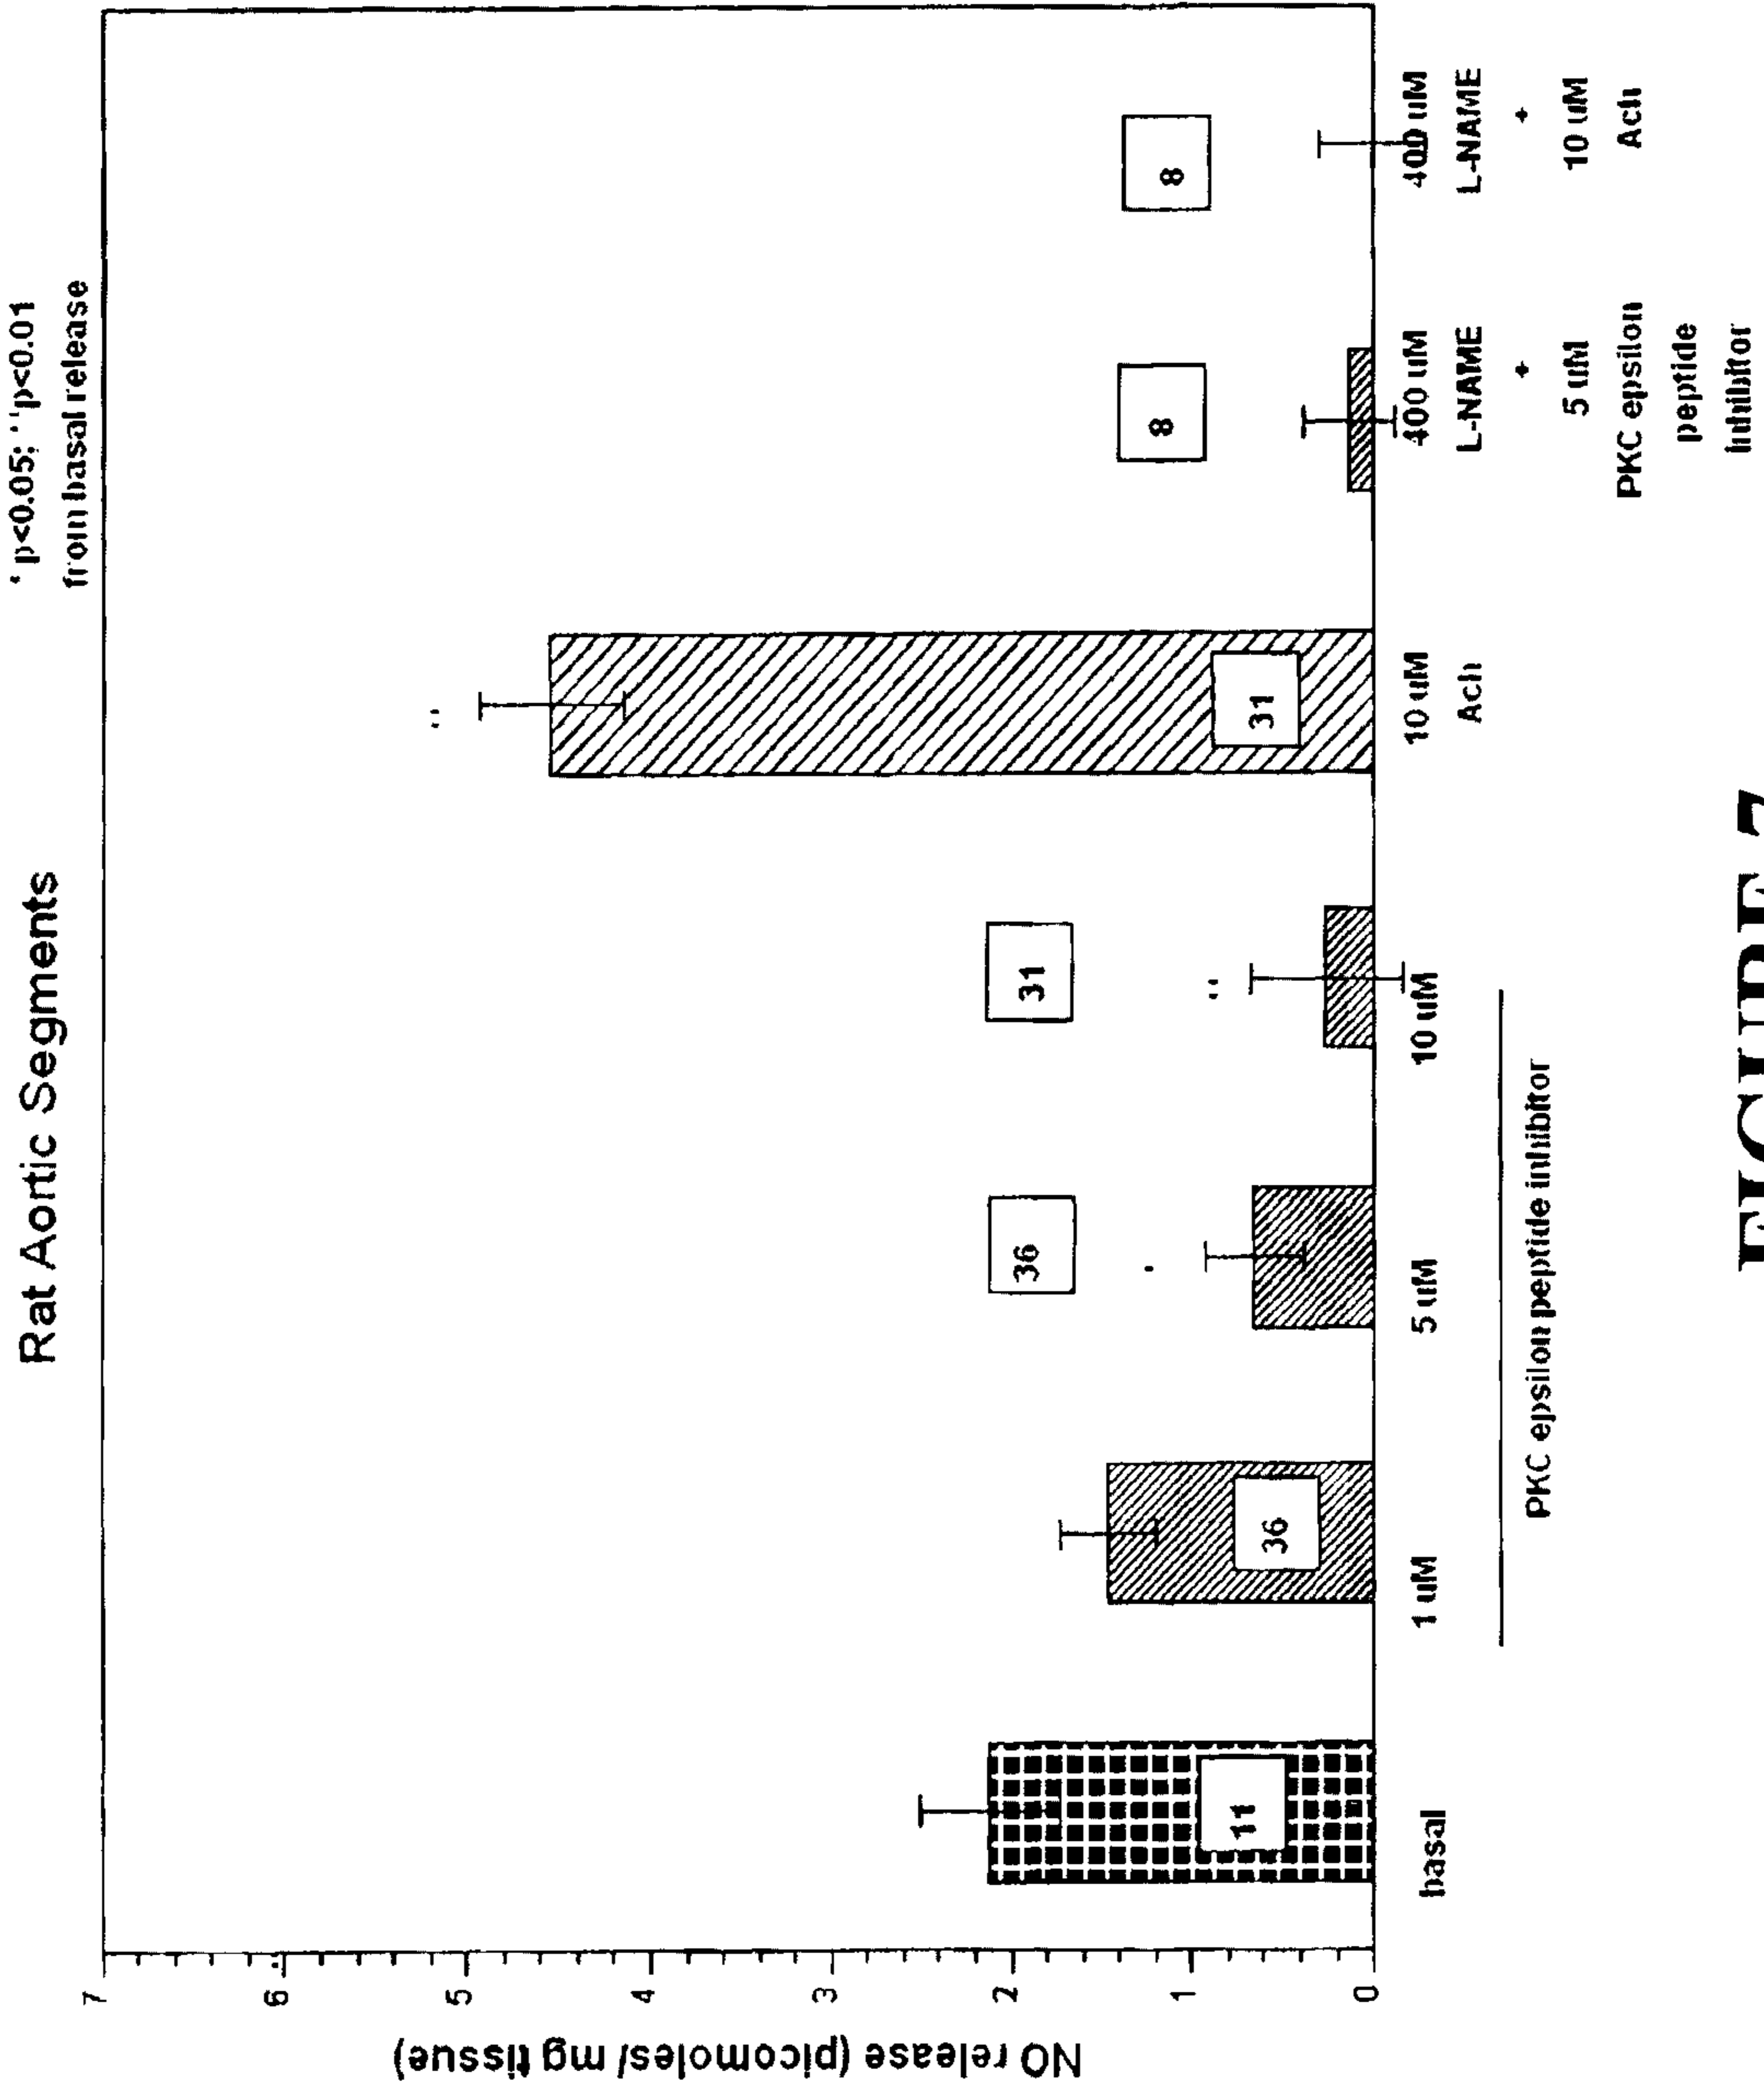 Rat Aortic Segments
* p<0.05; **p<0.01
from basal release
NO release (picomoles/ mg tissue)
7
6
5
4
3
2
1
0
11
36
36
31
31
8
8
**
*
**
basal
1 uM
5 uM
10 uM
PKC epsilon peptide inhibitor
10 uM
Ach
400 uM
L-NAME
+
5 uM
PKC epsilon
peptide
inhibitor
400 uM
L-NAME
+
10 uM
Ach
FIGURE 7